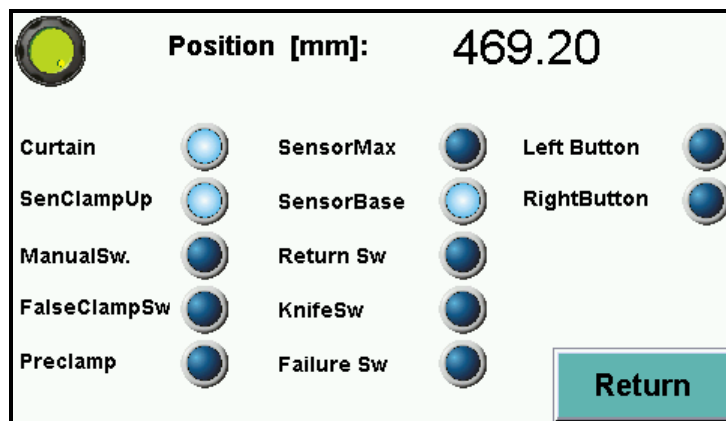 Position [mm]: 469.20
Curtain SensorMax Left Button
SenClampUp SensorBase RightButton
ManualSw. Return Sw
FalseClampSw KnifeSw
Preclamp Failure Sw
Return